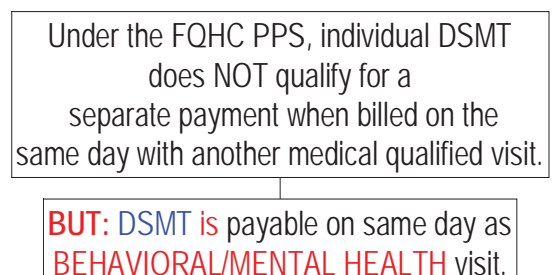 Under the FQHC PPS, individual DSMT
does NOT qualify for a
separate payment when billed on the
same day with another medical qualified visit.
BUT: DSMT is payable on same day as
BEHAVIORAL/MENTAL HEALTH visit.